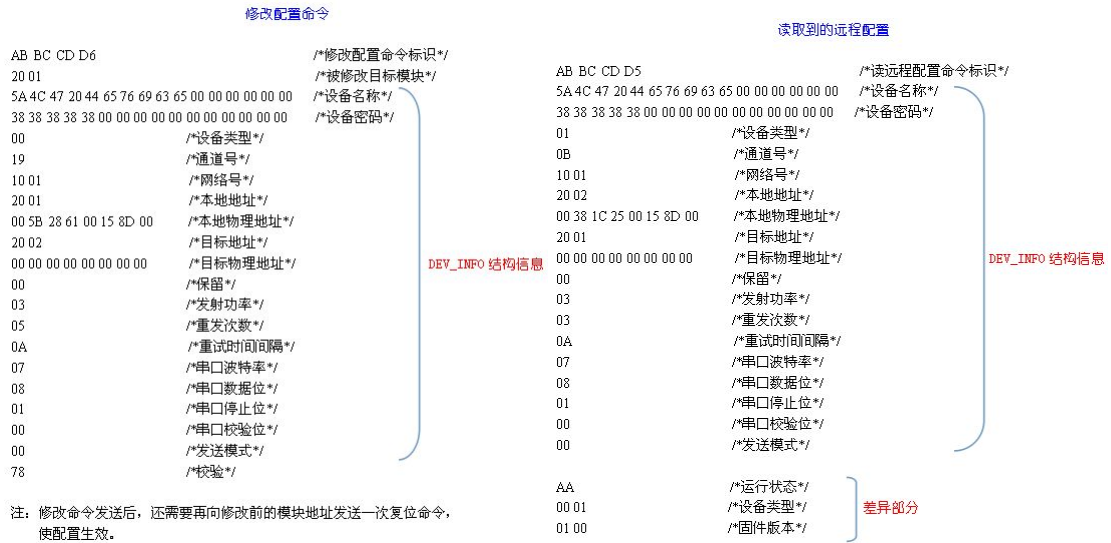 修改配置命令
AB BC CD D6 /*修改配置命令标识*/
20 01 /*被修改目标模块*/
5A 4C 47 20 44 65 76 69 63 65 00 00 00 00 00 00 /*设备名称*/
38 38 38 38 38 00 00 00 00 00 00 00 00 00 00 00 /*设备密码*/
00 /*设备类型*/
19 /*通道号*/
10 01 /*网络号*/
20 01 /*本地地址*/
00 5B 28 61 00 15 8D 00 /*本地物理地址*/
20 02 /*目标地址*/
00 00 00 00 00 00 00 00 /*目标物理地址*/
00 /*保留*/
03 /*发射功率*/
05 /*重发次数*/
0A /*重试时间间隔*/
07 /*串口波特率*/
08 /*串口数据位*/
01 /*串口停止位*/
00 /*串口校验位*/
00 /*发送模式*/
78 /*校验*/
DEV_INFO 结构信息
注：修改命令发送后，还需要再向修改前的模块地址发送一次复位命令，
使配置生效。
读取到的远程配置
AB BC CD D5 /*读远程配置命令标识*/
5A 4C 47 20 44 65 76 69 63 65 00 00 00 00 00 00 /*设备名称*/
38 38 38 38 38 00 00 00 00 00 00 00 00 00 00 00 /*设备密码*/
01 /*设备类型*/
0B /*通道号*/
10 01 /*网络号*/
20 02 /*本地地址*/
00 38 1C 25 00 15 8D 00 /*本地物理地址*/
20 01 /*目标地址*/
00 00 00 00 00 00 00 00 /*目标物理地址*/
00 /*保留*/
03 /*发射功率*/
03 /*重发次数*/
0A /*重试时间间隔*/
07 /*串口波特率*/
08 /*串口数据位*/
01 /*串口停止位*/
00 /*串口校验位*/
00 /*发送模式*/
DEV_INFO 结构信息
AA /*运行状态*/
00 01 /*设备类型*/
01 00 /*固件版本*/
差异部分